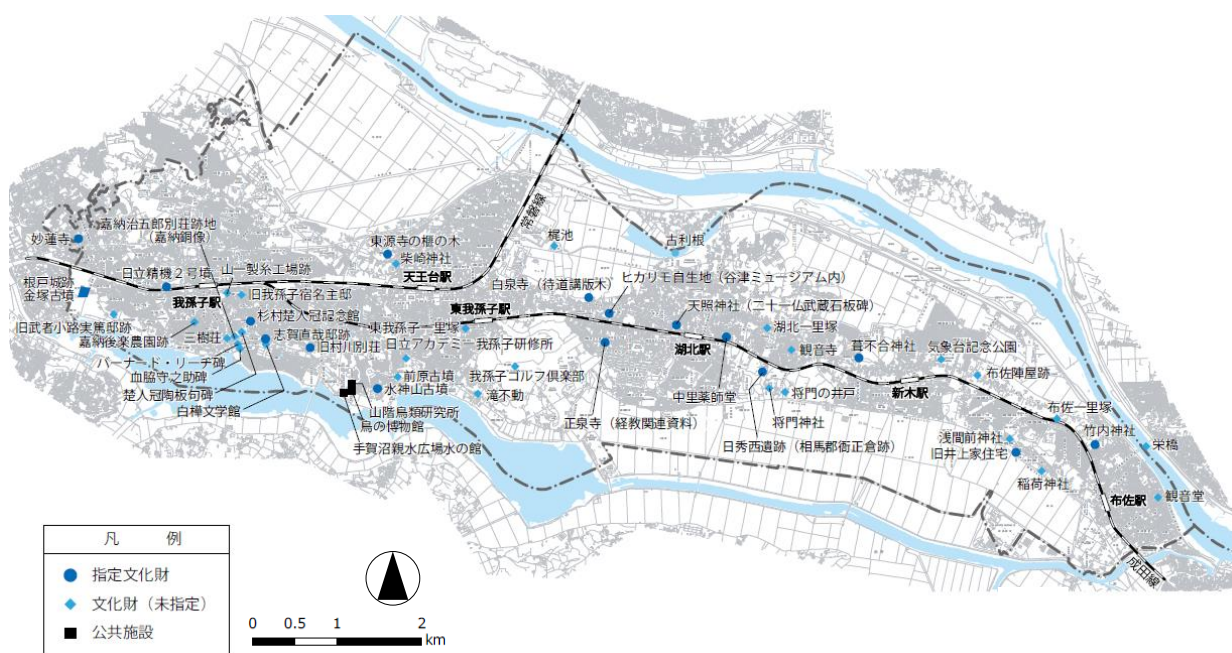 嘉納治五郎別荘跡地
（嘉納銅像）
妙蓮寺
東源寺の榧の木
柴崎神社
天王台駅
常磐線
梶池
古利根
根戸城跡
金塚古墳
日立精機２号墳
山一製糸工場跡
我孫子駅
旧我孫子宿名主邸
白泉寺（待道講版木）
ヒカリモ自生地（谷津ミュージアム内）
杉村楚人冠記念館
東我孫子駅
天照神社（二十一仏武蔵石板碑）
旧武者小路実篤邸跡
嘉納後楽農園跡
三樹荘
志賀直哉邸跡
東我孫子一里塚
湖北一里塚
旧村川別荘
日立アカデミー我孫子研修所
湖北駅
観音寺
葺不合神社
気象台記念公園
バーナード・リーチ碑
血脇守之助碑
楚人冠陶板句碑
白樺文学館
前原古墳
我孫子ゴルフ倶楽部
水神山古墳
滝不動
中里薬師堂
将門の井戸
新木駅
布佐陣屋跡
山階鳥類研究所
鳥の博物館
手賀沼親水広場水の館
正泉寺（経教関連資料）
将門神社
日秀西遺跡（相馬郡衙正倉跡）
布佐一里塚
竹内神社
浅間前神社
旧井上家住宅
栄橋
稲荷神社
布佐駅
観音堂
成田線
凡　例
指定文化財
文化財（未指定）
公共施設
0 0.5 1 2
km